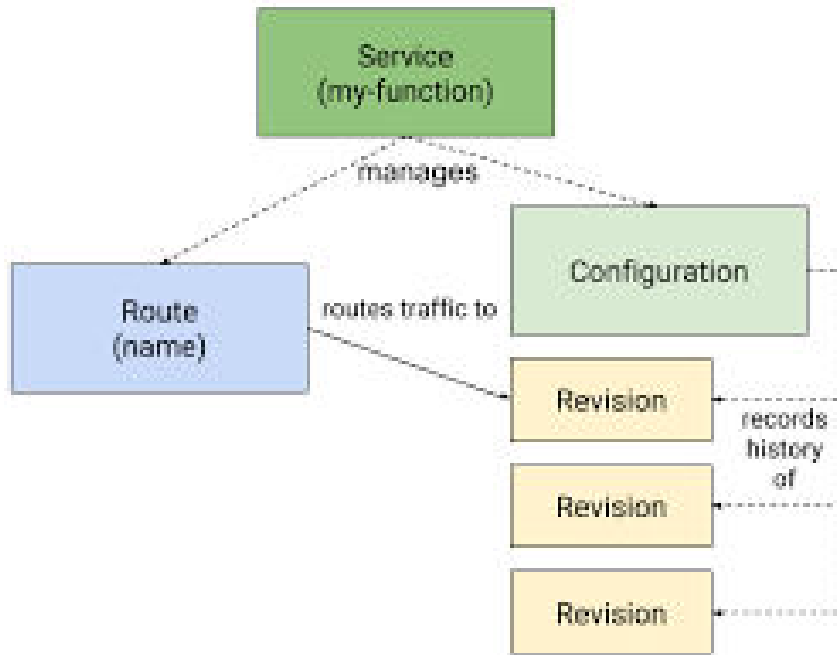 Service
(my-function)
manages
Configuration
Route
(name)
routes traffic to
Revision
records
history
of
Revision
Revision